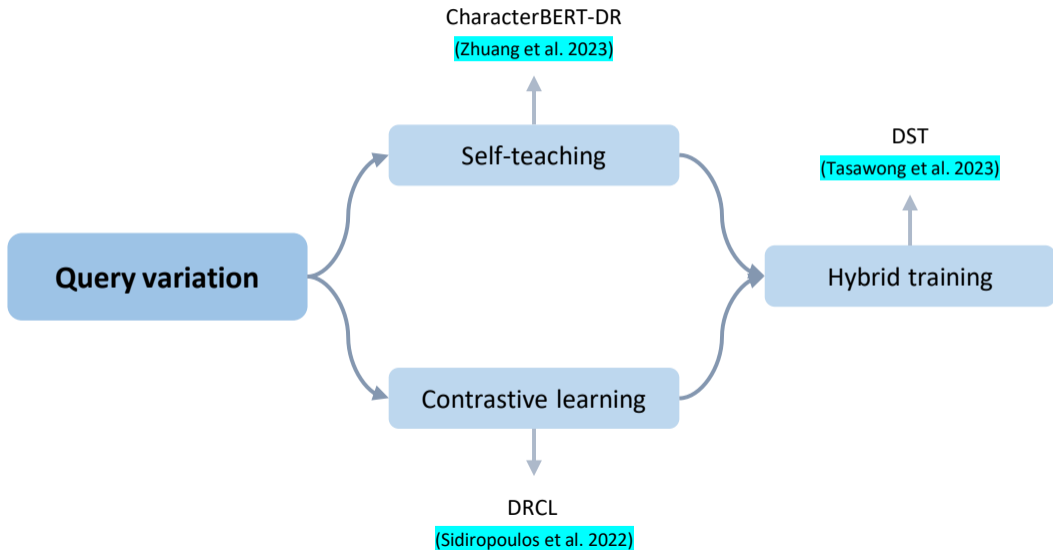 CharacterBERT-DR
(Zhuang et al. 2023)
Self-teaching
DST
(Tasawong et al. 2023)
Query variation
Hybrid training
Contrastive learning
DRCL
(Sidiropoulos et al. 2022)